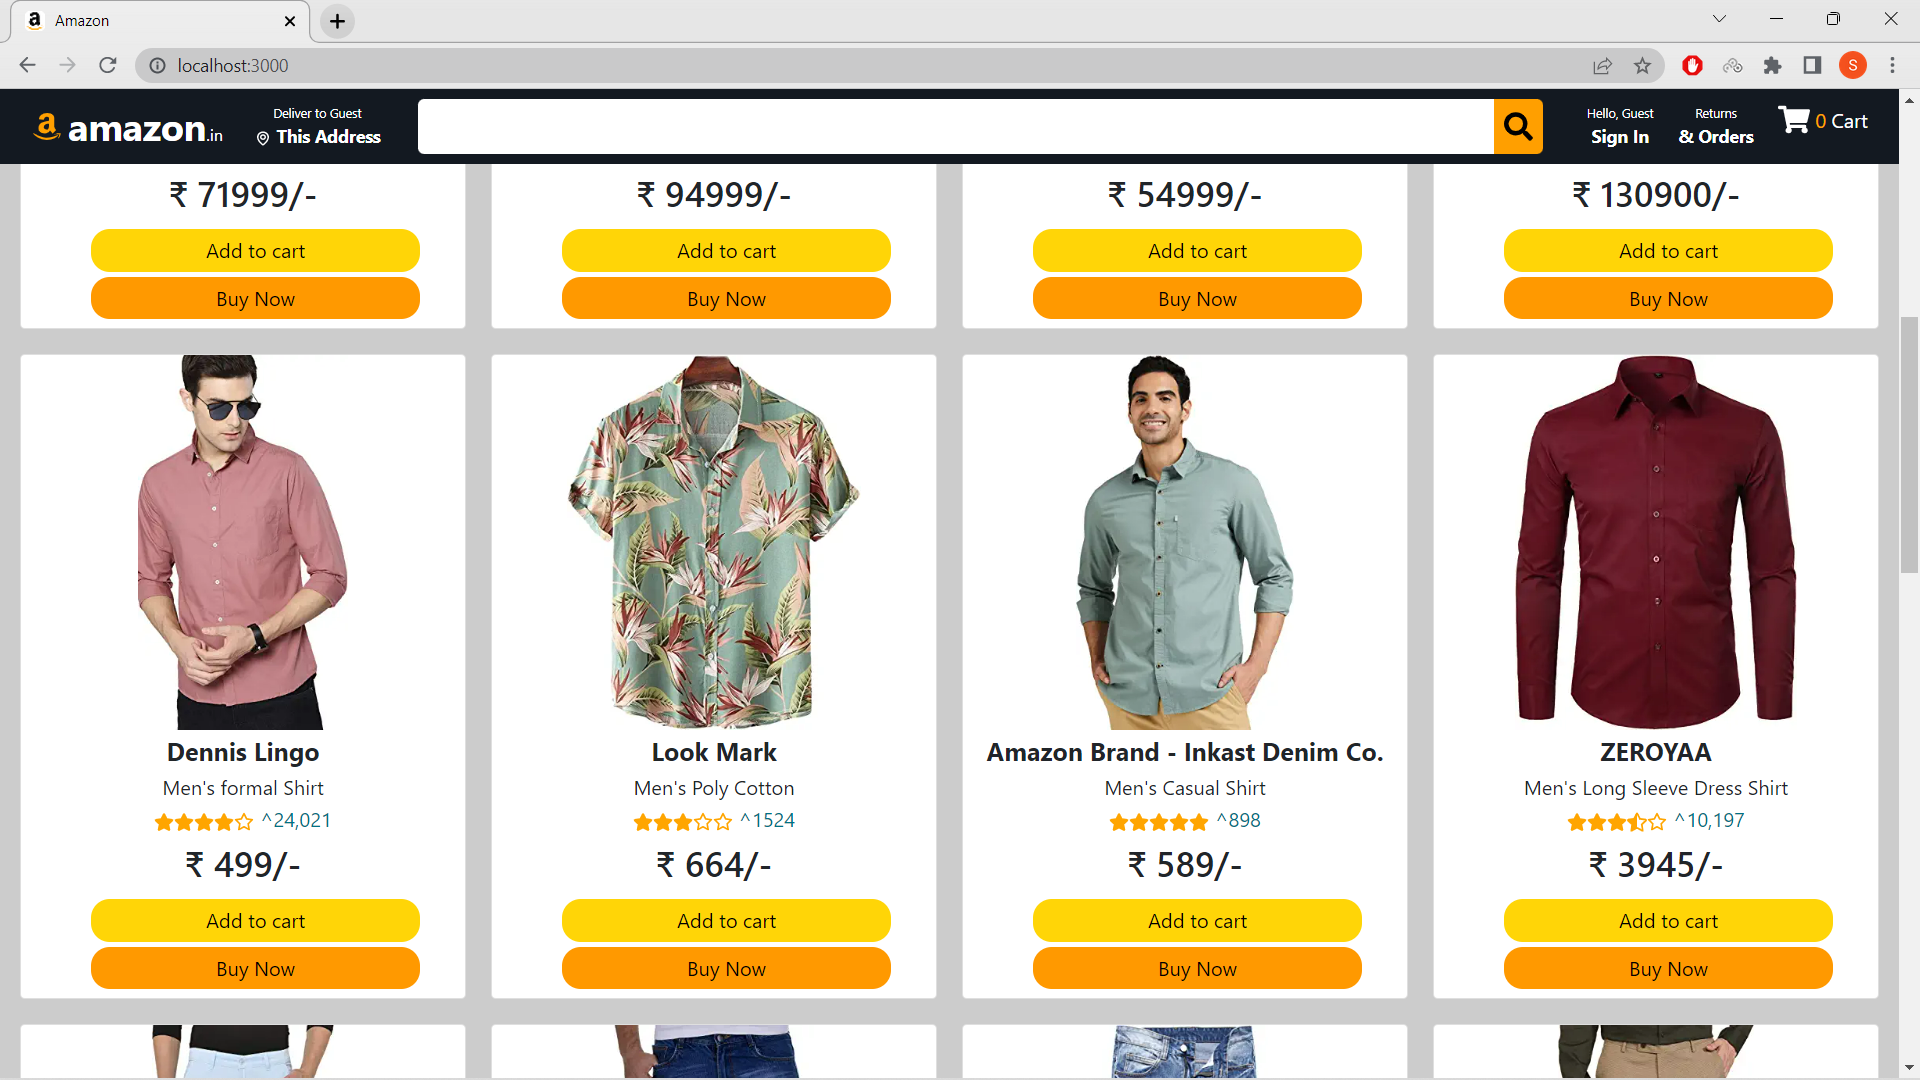 Amazon
localhost:3000
S
amazon.in
Deliver to Guest
This Address
Hello, Guest
Sign In
Returns
& Orders
0 Cart
₹ 71999/-
₹ 94999/-
₹ 54999/-
₹ 130900/-
Add to cart
Add to cart
Add to cart
Add to cart
Buy Now
Buy Now
Buy Now
Buy Now
Dennis Lingo
Look Mark
Amazon Brand - Inkast Denim Co.
ZEROYAA
Men's formal Shirt
Men's Poly Cotton
Men's Casual Shirt
Men's Long Sleeve Dress Shirt
^24,021
^1524
^898
^10,197
₹ 499/-
₹ 664/-
₹ 589/-
₹ 3945/-
Add to cart
Add to cart
Add to cart
Add to cart
Buy Now
Buy Now
Buy Now
Buy Now